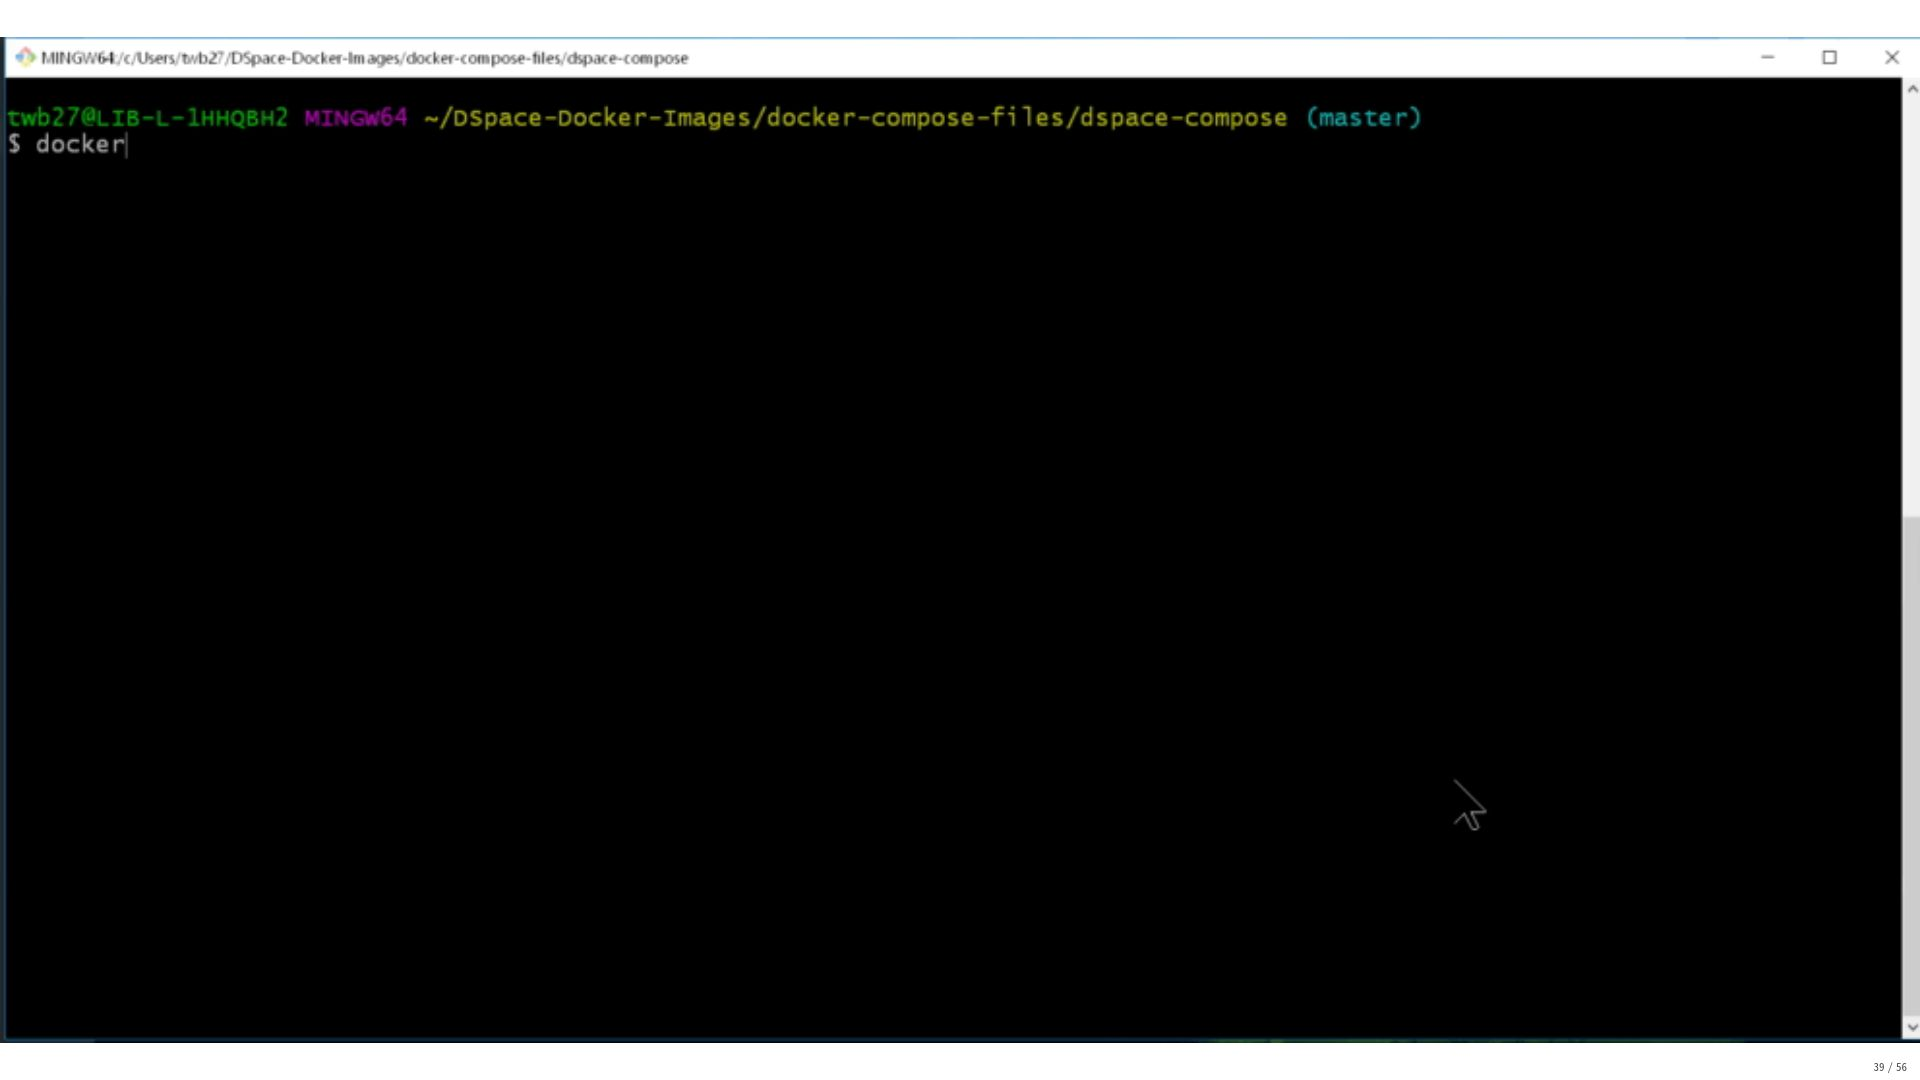 MINGW64:/c/Users/twb27/DSpace-Docker-Images/docker-compose-files/dspace-compose
twb27@LIB-L-1HHQBH2 MINGW64 ~/DSpace-Docker-Images/docker-compose-files/dspace-compose (master)
$ docker
39 / 56